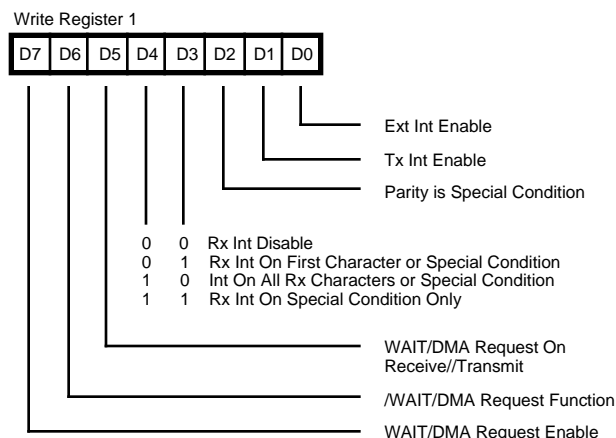 Write Register 1
D7 D6 D5 D4 D3 D2 D1 D0
Ext Int Enable
Tx Int Enable
Parity is Special Condition
0 0 Rx Int Disable
0 1 Rx Int On First Character or Special Condition
1 0 Int On All Rx Characters or Special Condition
1 1 Rx Int On Special Condition Only
WAIT/DMA Request On
Receive//Transmit
/WAIT/DMA Request Function
WAIT/DMA Request Enable